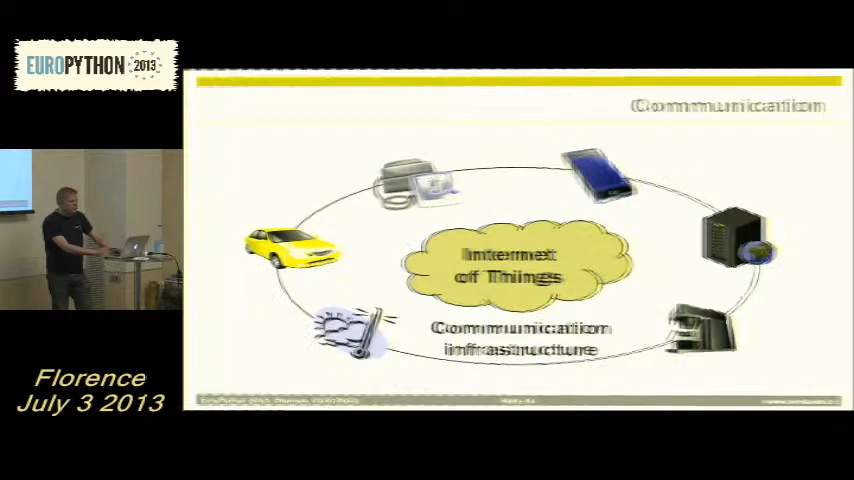 EUROPYTHON 2013
Communication
Internet
of Things
Communication
infrastructure
Florence
July 3 2013